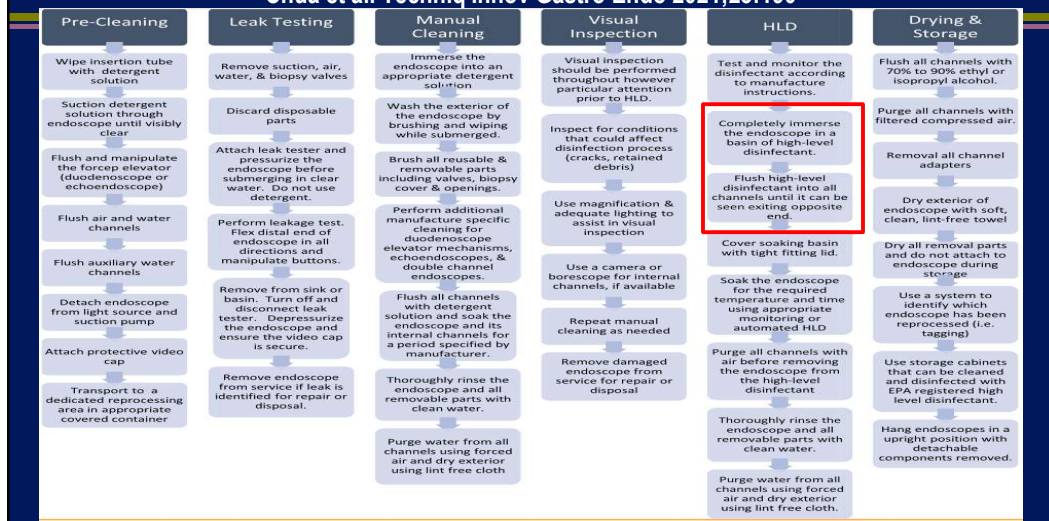 Pre-Cleaning
Wipe insertion tube
with detergent
solution
Suction detergent
solution through
endoscope until visibly
clear
Flush and manipulate
the forcep elevator
(duodenoscope or
echoendoscope)
Flush air and water
channels
Flush auxiliary water
channels
Detach endoscope
from light source and
suction pump
Attach protective video
cap
Transport to a
dedicated reprocessing
area in appropriate
covered container
Leak Testing
Remove suction, air,
water, & biopsy valves
Discard disposable
parts
Attach leak tester and
pressurize the
endoscope before
submerging in clear
water. Do not use
detergent.
Perform leakage test.
Flex distal end of
endoscope in all
directions and
manipulate buttons.
Remove from sink or
basin. Turn off and
disconnect leak
tester. Depressurize
the endoscope and
ensure the video cap
is secure.
Remove endoscope
from service if leak is
identified for repair or
disposal.
Manual
Cleaning
Immerse the
endoscope into an
appropriate detergent
solution
Wash the exterior of
the endoscope by
brushing and wiping
while submerged.
Brush all reusable &
removable parts
including valves, biopsy
cover & openings.
Perform additional
manufacture specific
cleaning for
duodenoscope
elevator mechanisms,
echoendoscopes, &
double channel
endoscopes.
Flush all channels
with detergent
solution and soak the
endoscope and its
internal channels for
a period specified by
manufacturer.
Thoroughly rinse the
endoscope and all
removable parts with
clean water.
Purge water from all
channels using forced
air and dry exterior
using lint free cloth
Visual
Inspection
Visual inspection
should be performed
throughout however
particular attention
prior to HLD.
Inspect for conditions
that could affect
disinfection process
(cracks, retained
debris)
Use magnification &
adequate lighting to
assist in visual
inspection
Use a camera or
borescope for internal
channels, if available
Repeat manual
cleaning as needed
Remove damaged
endoscope from
service for repair or
disposal
HLD
Test and monitor the
disinfectant according
to manufacture
instructions.
Completely immerse
the endoscope in a
basin of high-level
disinfectant.
Flush high-level
disinfectant into all
channels until it can be
seen exiting opposite
end.
Cover soaking basin
with tight fitting lid.
Soak the endoscope
for the required
temperature and time
using appropriate
monitoring or
automated HLD
Purge all channels with
air before removing
the endoscope from
the high-level
disinfectant
Thoroughly rinse the
endoscope and all
removable parts with
clean water.
Purge water from all
channels using forced
air and dry exterior
using lint free cloth.
Drying &
Storage
Flush all channels with
70% to 90% ethyl or
isopropyl alcohol.
Purge all channels with
filtered compressed air.
Removal all channel
adapters
Dry exterior of
endoscope with soft,
clean, lint-free towel
Dry all removal parts
and do not attach to
endoscope during
storage
Use a system to
identify which
endoscope has been
reprocessed (i.e.
tagging)
Use storage cabinets
that can be cleaned
and disinfected with
EPA registered high
level disinfectant.
Hang endoscopes in a
upright position with
detachable
components removed.